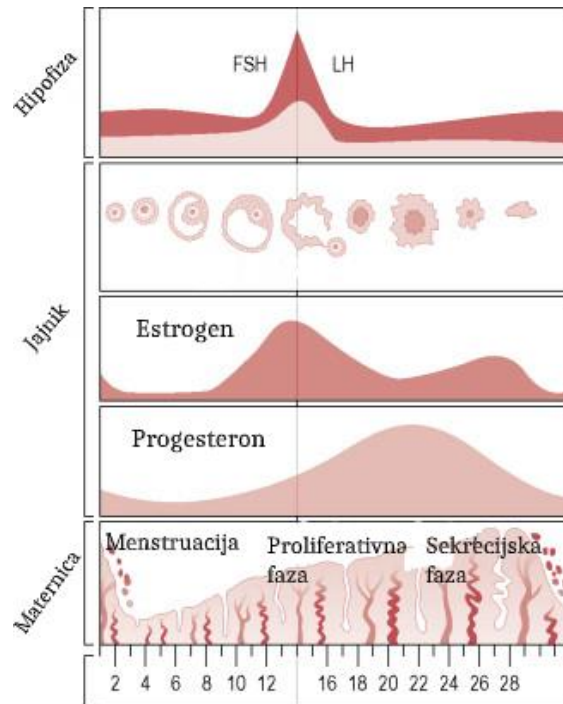 Hipofiza
FSH
LH
Jajnik
Estrogen
Progesteron
Maternica
Menstruacija
Proliferativna
faza
Sekrecijska
faza
2 4 6 8 10 12 16 18 20 22 24 26 28